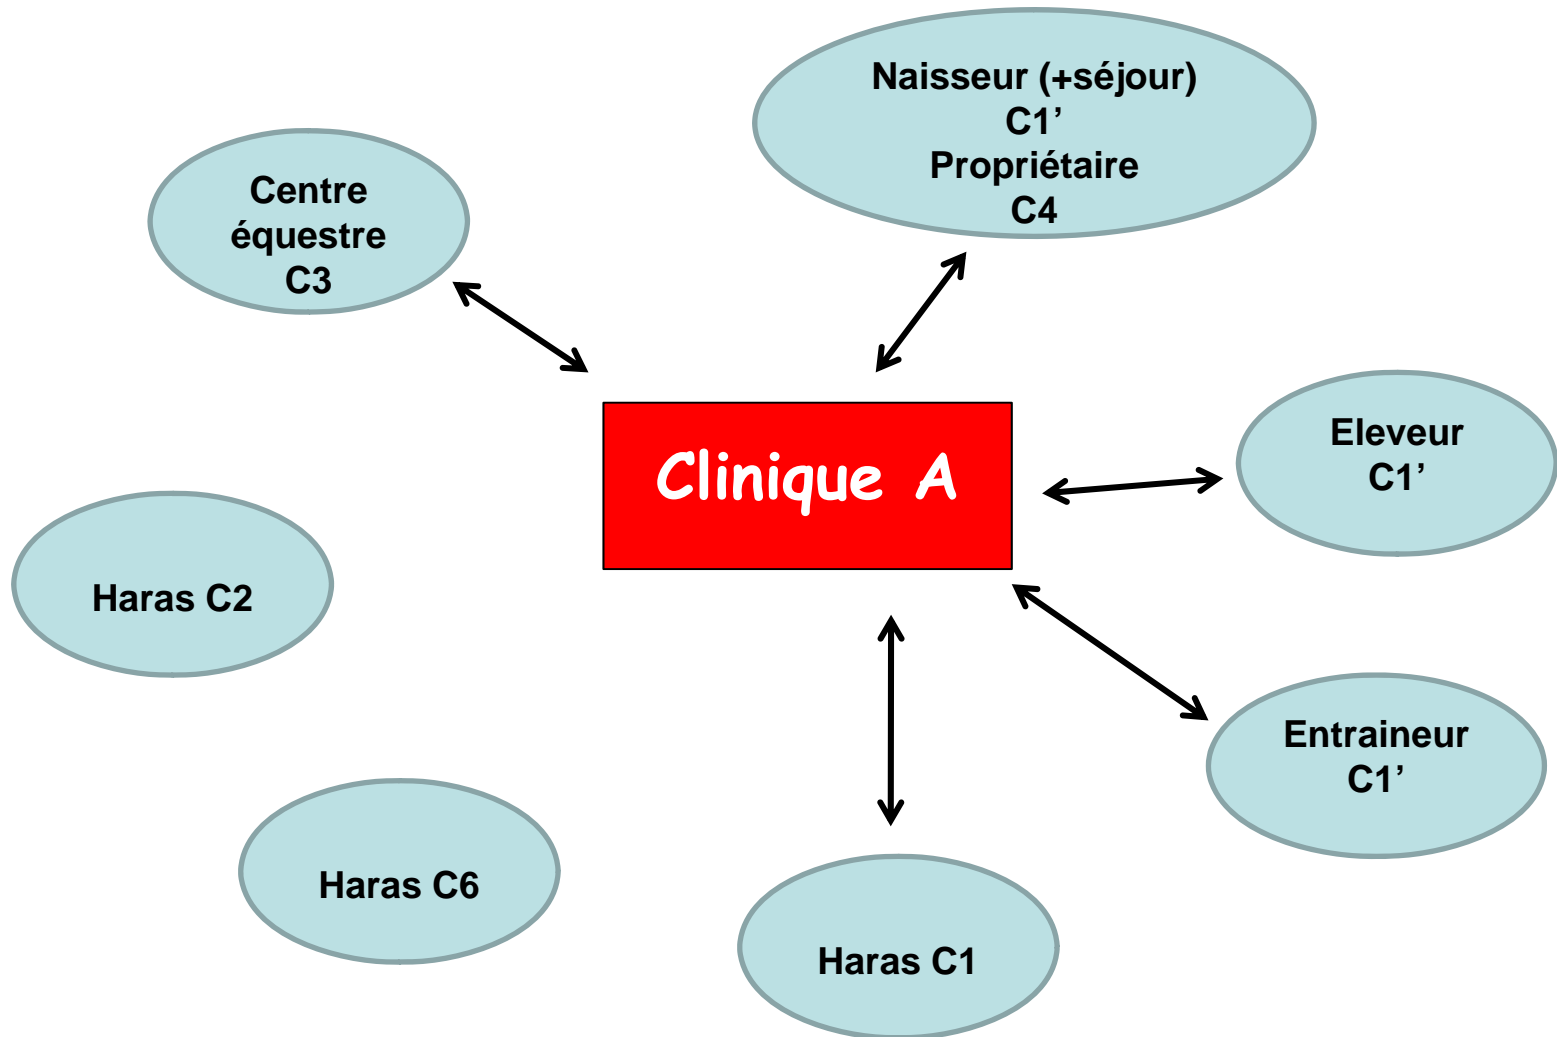 Naisseur (+séjour)
C1’
Propriétaire
C4
Centre
équestre
C3
Clinique A
Eleveur
C1’
Haras C2
Entraineur
C1’
Haras C6
Haras C1